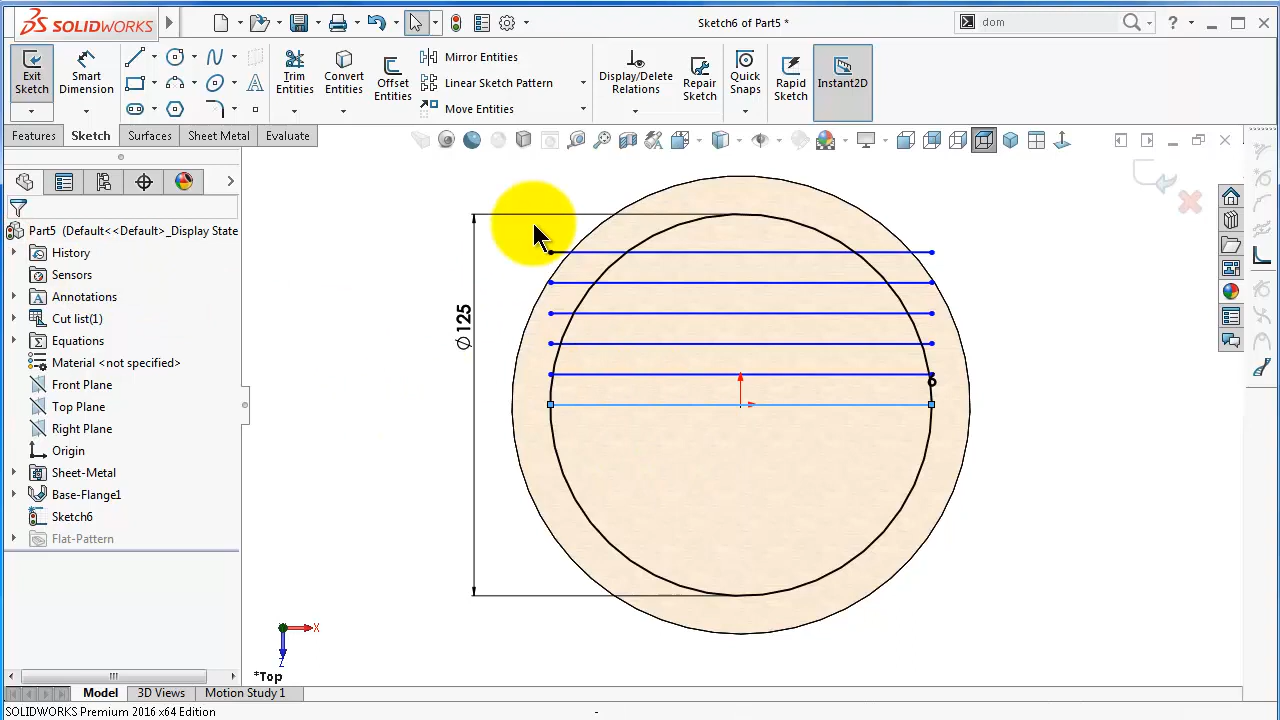 SOLIDWORKS
Sketch6 of Part5 *
dom
?
Exit Sketch
Smart Dimension
Trim Entities
Convert Entities
Offset Entities
Mirror Entities
Linear Sketch Pattern
Move Entities
Display/Delete Relations
Repair Sketch
Quick Snaps
Rapid Sketch
Instant2D
Features
Sketch
Surfaces
Sheet Metal
Evaluate
Part5 (Default<<Default>_Display State
History
Sensors
Annotations
Cut list(1)
Equations
Material <not specified>
Front Plane
Top Plane
Right Plane
Origin
Sheet-Metal
Base-Flange1
Sketch6
Flat-Pattern
Ø125
6
X
Z
*Top
Model
3D Views
Motion Study 1
SOLIDWORKS Premium 2016 x64 Edition
-